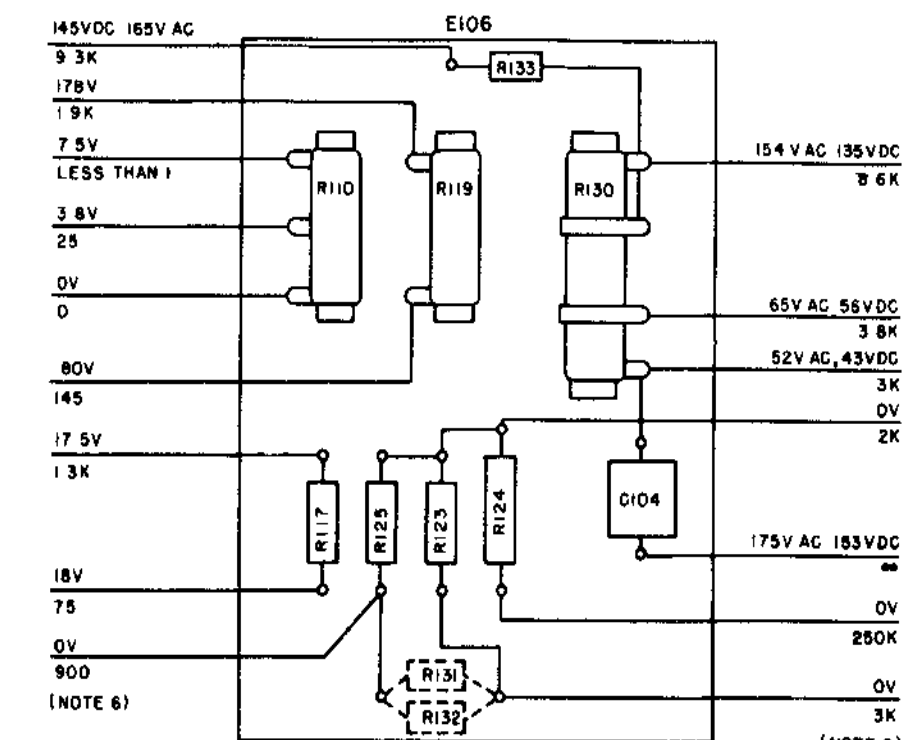 E106
145VDC 165V AC
9 3K
R133
178V
1 9K
7 5V
LESS THAN 1
154 V AC 135VDC
8 6K
R110
R119
R130
3 8V
25
0V
0
65V AC 56VDC
3 8K
52V AC, 43VDC
3K
80V
145
0V
2K
17 5V
1 3K
R117
R125
R123
R124
C104
175V AC 153VDC
∞
18V
75
0V
250K
0V
900
(NOTE 6)
R131
R132
0V
3K